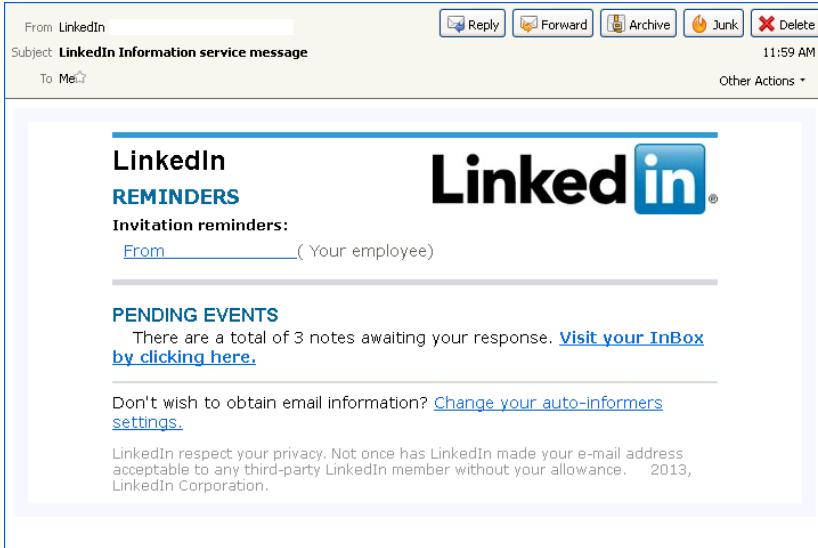 From LinkedIn
Reply Forward Archive Junk Delete
Subject LinkedIn Information service message
11:59 AM
To Me
Other Actions
LinkedIn
Linked in ®
REMINDERS
Invitation reminders:
From ( Your employee)
PENDING EVENTS
There are a total of 3 notes awaiting your response. Visit your InBox
by clicking here.
Don't wish to obtain email information? Change your auto-informers
settings.
LinkedIn respect your privacy. Not once has LinkedIn made your e-mail address
acceptable to any third-party LinkedIn member without your allowance. 2013,
LinkedIn Corporation.